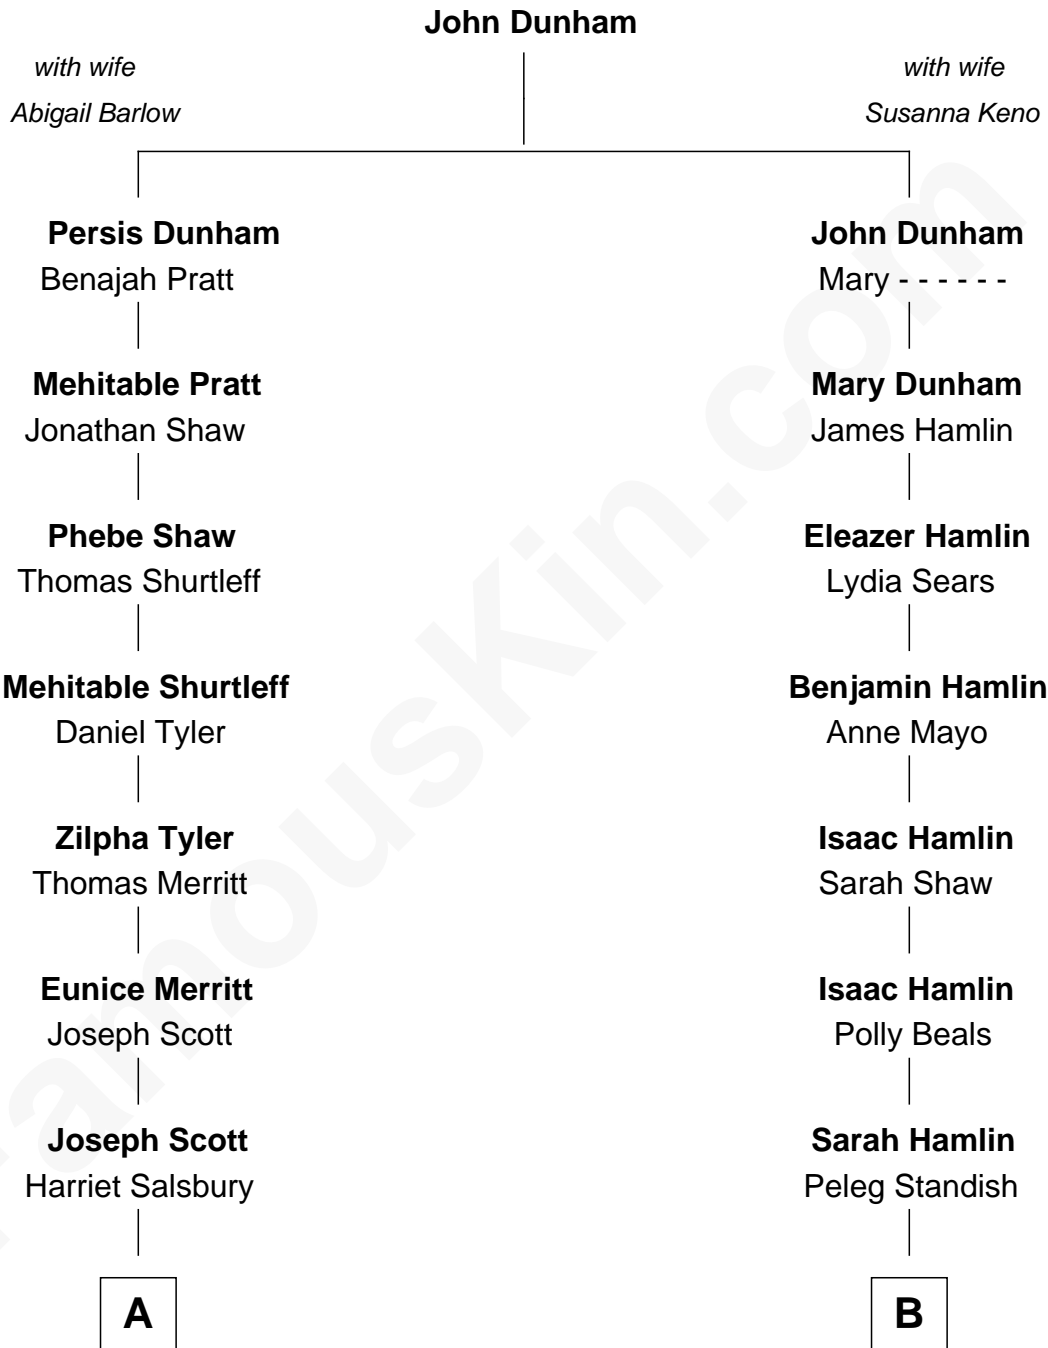 John Dunham
with wife
Abigail Barlow
with wife
Susanna Keno
Persis Dunham
Benajah Pratt
John Dunham
Mary - - - - - -
Mehitable Pratt
Jonathan Shaw
Mary Dunham
James Hamlin
Phebe Shaw
Thomas Shurtleff
Eleazer Hamlin
Lydia Sears
Mehitable Shurtleff
Daniel Tyler
Benjamin Hamlin
Anne Mayo
Zilpha Tyler
Thomas Merritt
Isaac Hamlin
Sarah Shaw
Eunice Merritt
Joseph Scott
Isaac Hamlin
Polly Beals
Joseph Scott
Harriet Salsbury
Sarah Hamlin
Peleg Standish
A
B
FamousKin.com